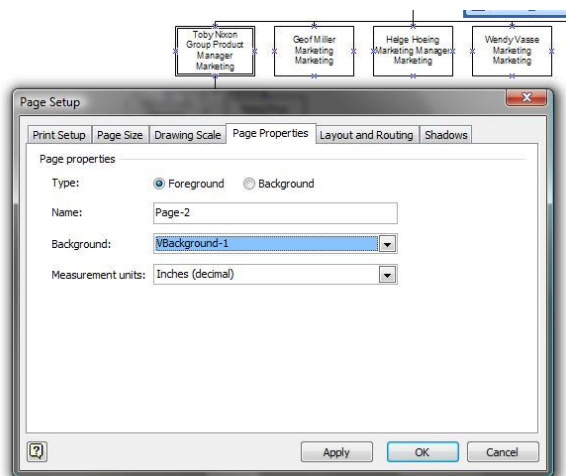 Toby Nixon
Group Product
Manager
Marketing
Geof Miller
Marketing
Marketing
Helge Hoeing
Marketing Manager
Marketing
Wendy Vasse
Marketing
Marketing
Page Setup
Print Setup Page Size Drawing Scale Page Properties Layout and Routing Shadows
Page properties
Type: Foreground Background
Name: Page-2
Background: VBackground-1
Measurement units: Inches (decimal)
Apply OK Cancel